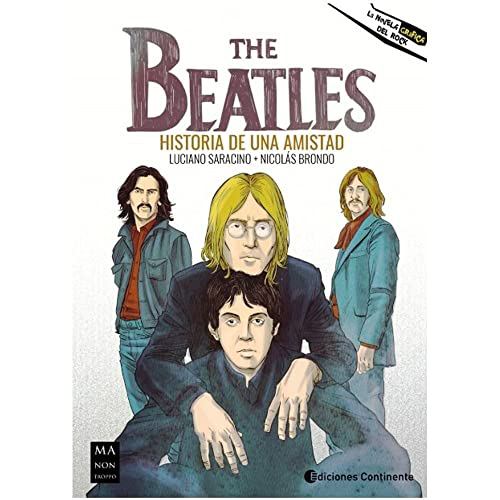 LA NOVELA GRÁFICA
DEL ROCK
THE
BEATLES
HISTORIA DE UNA AMISTAD
LUCIANO SARACINO + NICOLÁS BRONDO
MA
NON
TROPPO
Ediciones Continente